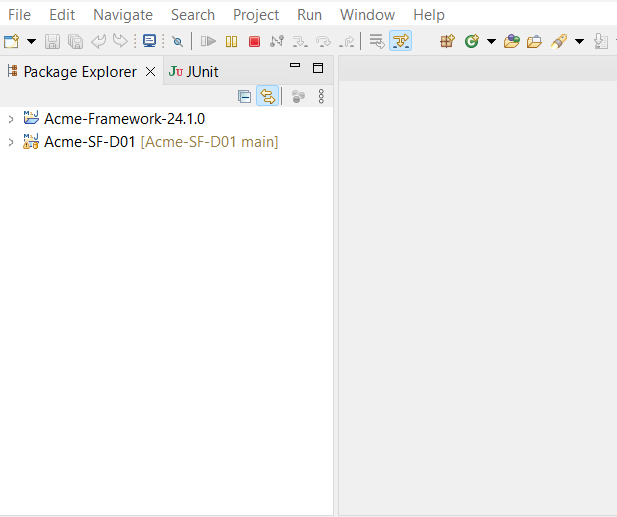 File Edit Navigate Search Project Run Window Help
Package Explorer JUnit
Acme-Framework-24.1.0
Acme-SF-D01 [Acme-SF-D01 main]